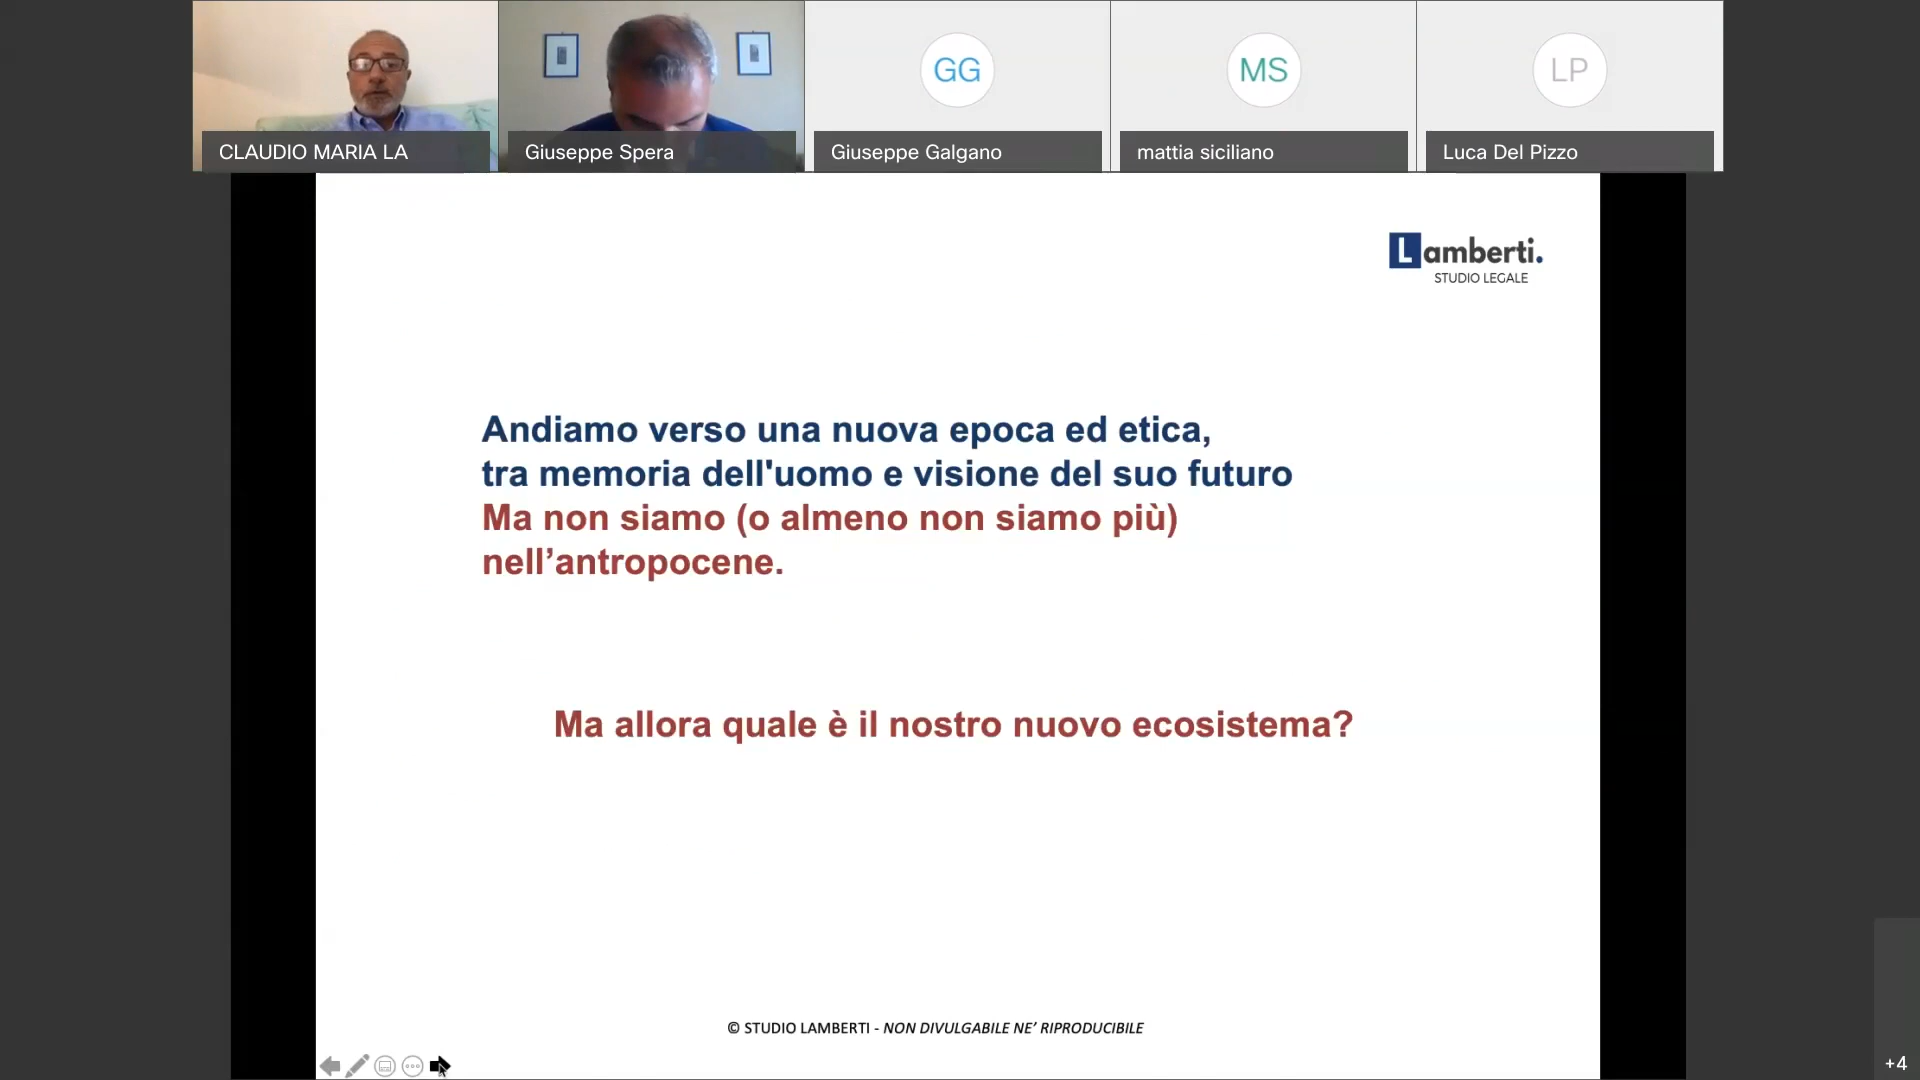 CLAUDIO MARIA LA
Giuseppe Spera
GG
Giuseppe Galgano
MS
mattia siciliano
LP
Luca Del Pizzo
Lamberti.
STUDIO LEGALE
Andiamo verso una nuova epoca ed etica,
tra memoria dell'uomo e visione del suo futuro
Ma non siamo (o almeno non siamo più)
nell’antropocene.
Ma allora quale è il nostro nuovo ecosistema?
© STUDIO LAMBERTI - NON DIVULGABILE NE’ RIPRODUCIBILE
+4